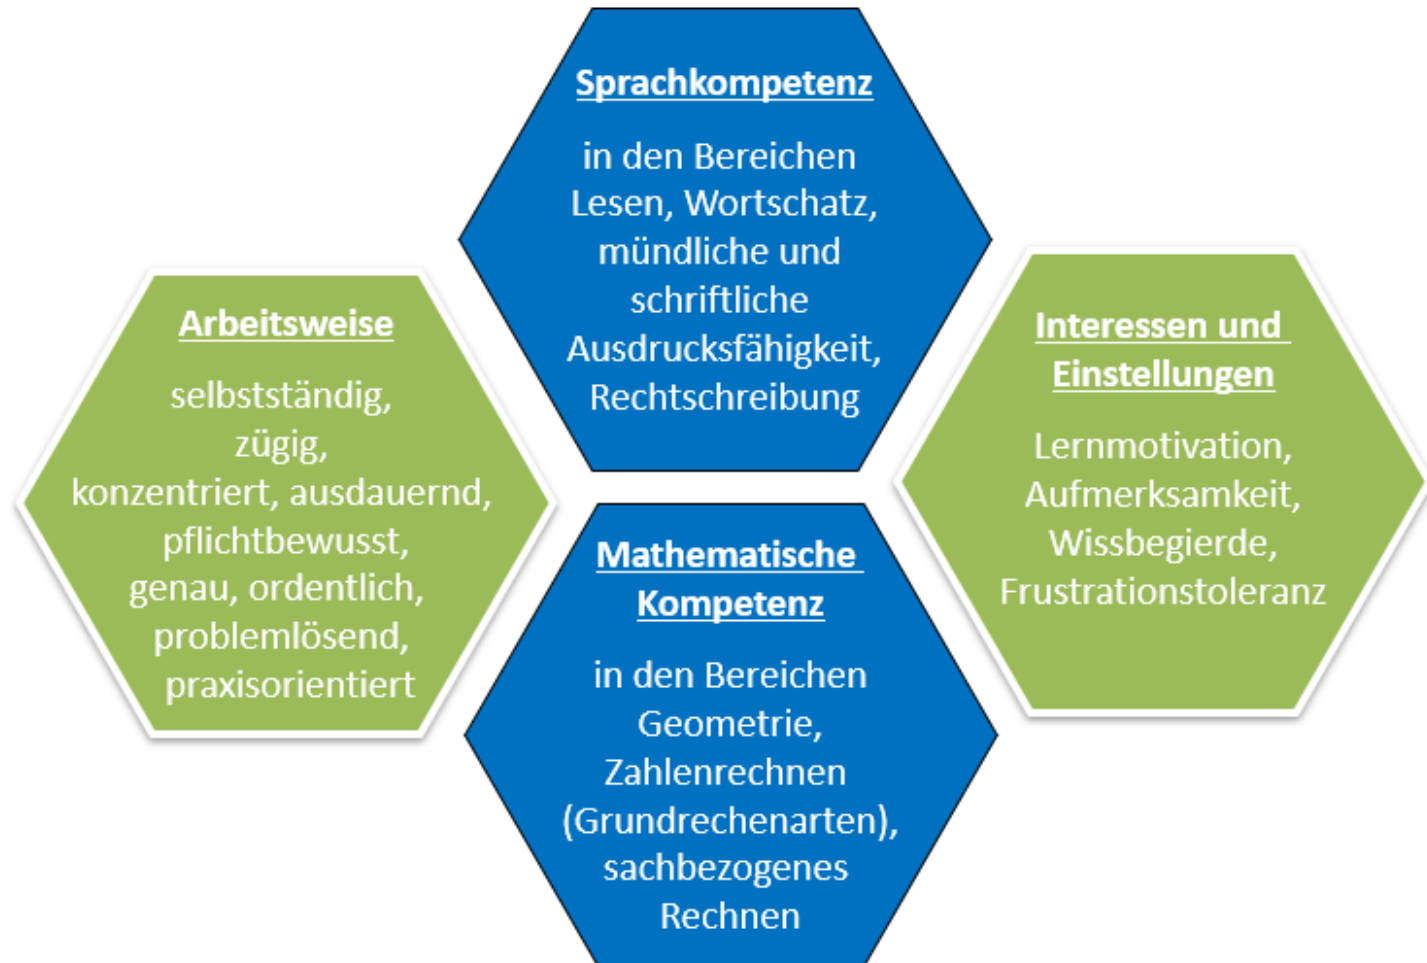 Sprachkompetenz
in den Bereichen
Lesen, Wortschatz,
mündliche und
schriftliche
Ausdrucksfähigkeit,
Rechtschreibung
Arbeitsweise
selbstständig,
zügig,
konzentriert, ausdauernd,
pflichtbewusst,
genau, ordentlich,
problemlösend,
praxisorientiert
Interessen und
Einstellungen
Lernmotivation,
Aufmerksamkeit,
Wissbegierde,
Frustrationstoleranz
Mathematische
Kompetenz
in den Bereichen
Geometrie,
Zahlenrechnen
(Grundrechenarten),
sachbezogenes
Rechnen